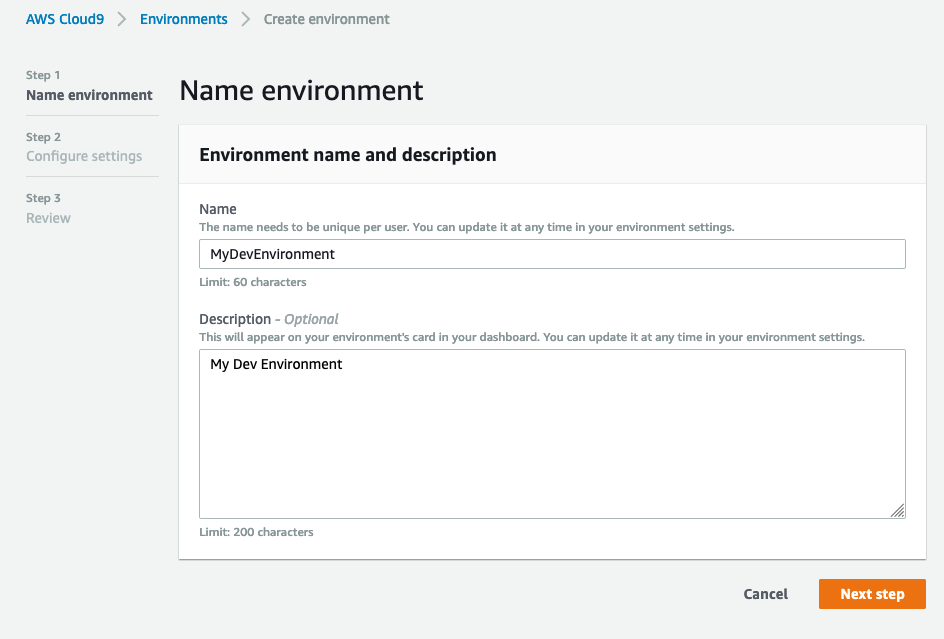 AWS Cloud9 > Environments > Create environment
Step 1
Name environment
Step 2
Configure settings
Step 3
Review
Name environment
Environment name and description
Name
The name needs to be unique per user. You can update it at any time in your environment settings.
MyDevEnvironment
Limit: 60 characters
Description - Optional
This will appear on your environment's card in your dashboard. You can update it at any time in your environment settings.
My Dev Environment
Limit: 200 characters
Cancel Next step